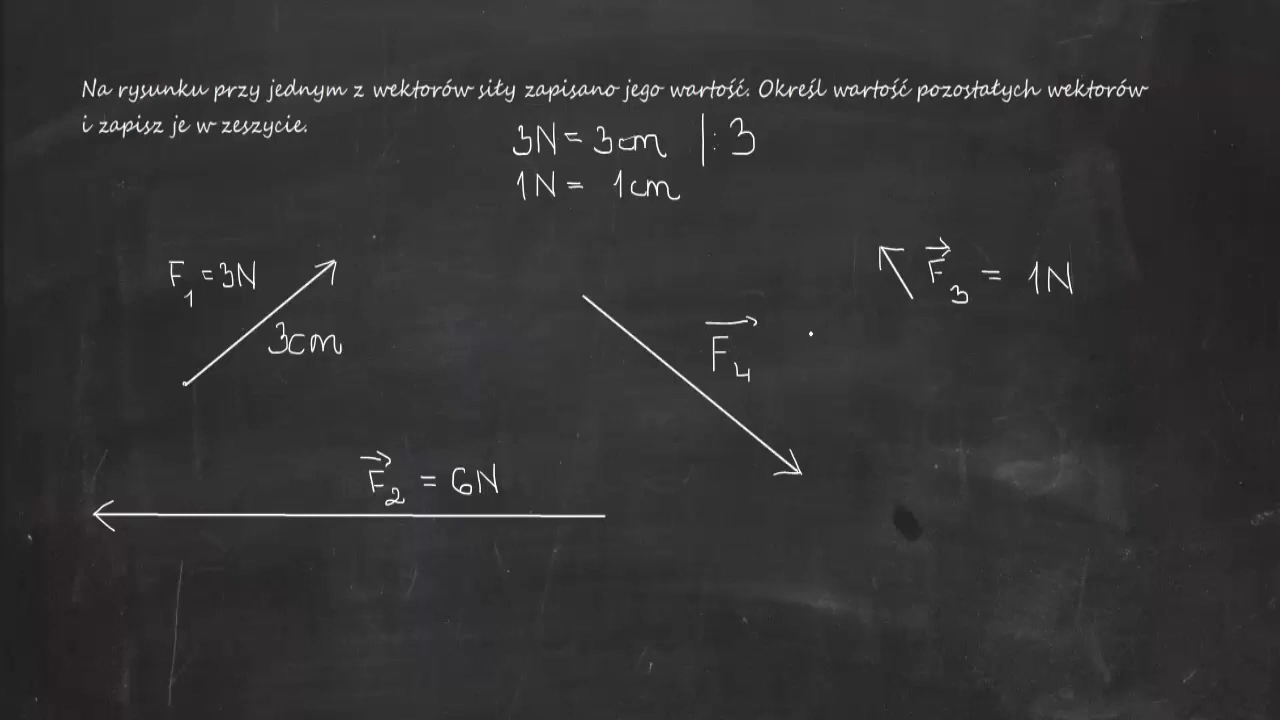 Na rysunku przy jednym z wektorów siły zapisano jego wartość. Określ wartość pozostałych wektorów
i zapisz je w zeszycie.
3N = 3cm |:3
1N = 1cm
F₁ = 3N
3cm
F₃ = 1N
F₄
F₂ = 6N